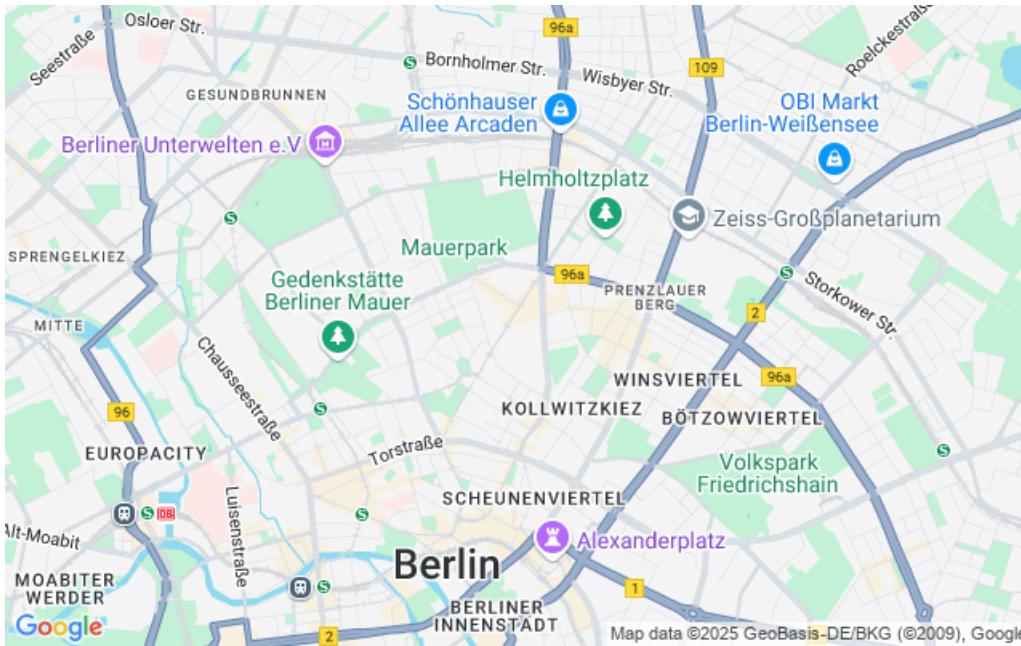 Osloer Str.
96a
Seestraße
Bornholmer Str.
Wisbyer Str.
109
Roelckestraße
GESUNDBRUNNEN
Schönhauser
Allee Arcaden
OBI Markt
Berlin-Weißensee
Berliner Unterwelten e.V
Helmholtzplatz
Zeiss-Großplanetarium
Mauerpark
SPRENGELKIEZ
Gedenkstätte
Berliner Mauer
96a
PRENZLAUER
BERG
Storkower Str.
MITTE
2
Chausseestraße
WINSVIERTEL
96a
96
KOLLWITZKIEZ
BÖTZOWVIERTEL
EUROPACITY
Torstraße
Volkspark
Friedrichshain
Luisenstraße
SCHEUNENVIERTEL
DB
Alt-Moabit
Alexanderplatz
Berlin
MOABITER
WERDER
1
BERLINER
INNENSTADT
Google
2
Map data ©2025 GeoBasis-DE/BKG (©2009), Google
S
S
S
S
S
S
S
S